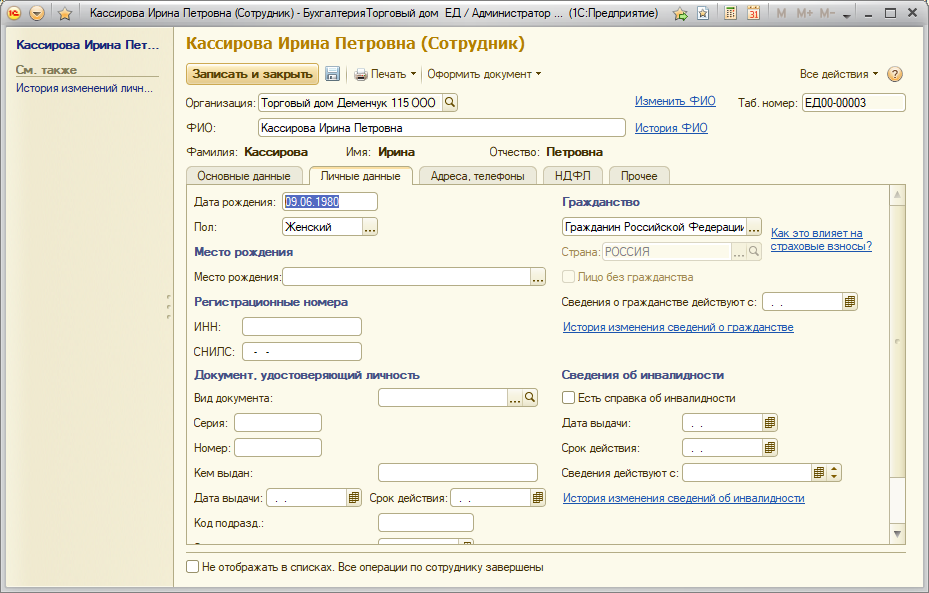 Кассирова Ирина Петровна (Сотрудник) - БухгалтерияТорговый дом ЕД / Администратор ... (1С:Предприятие)
M M+ M-
Кассирова Ирина Пет...
См. также
История изменений личн...
Кассирова Ирина Петровна (Сотрудник)
Записать и закрыть Печать Оформить документ Все действия ?
Организация: Торговый дом Деменчук 115 ООО Изменить ФИО Таб. номер: ЕД00-00003
ФИО: Кассирова Ирина Петровна История ФИО
Фамилия: Кассирова Имя: Ирина Отчество: Петровна
Основные данные Личные данные Адреса, телефоны НДФЛ Прочее
Дата рождения: 09.06.1980 Гражданство
Пол: Женский ... Гражданин Российской Федерации ... Как это влияет на
страховые взносы?
Место рождения Страна: РОССИЯ ...
Место рождения: ... Лицо без гражданства
Регистрационные номера Сведения о гражданстве действуют с: . .
ИНН: История изменения сведений о гражданстве
СНИЛС: - -
Документ, удостоверяющий личность Сведения об инвалидности
Вид документа: ... Есть справка об инвалидности
Серия: Дата выдачи: . .
Номер: Срок действия: . .
Кем выдан: Сведения действуют с:
Дата выдачи: . . Срок действия: . . История изменения сведений об инвалидности
Код подразд.:
Не отображать в списках. Все операции по сотруднику завершены